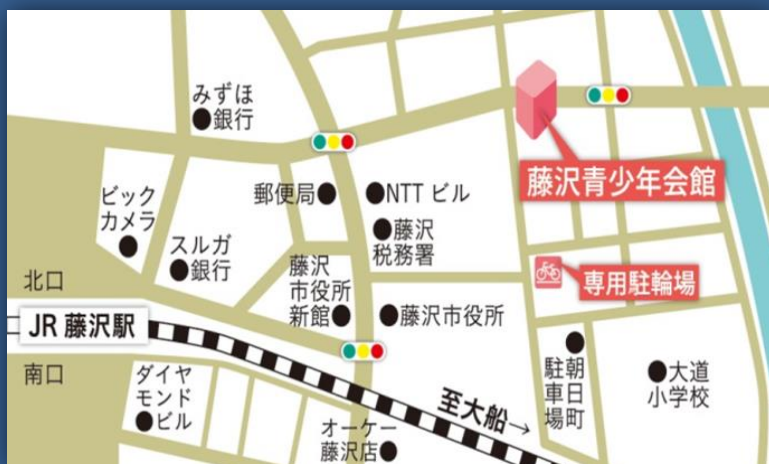 みずほ
銀行
藤沢青少年会館
ビック
カメラ
郵便局
NTT ビル
スルガ
銀行
藤沢
税務署
北口
藤沢
市役所
新館
藤沢市役所
専用駐輪場
JR 藤沢駅
南口
ダイヤ
モンド
ビル
至大船→
朝日町
駐車場
大道
小学校
オーケー
藤沢店